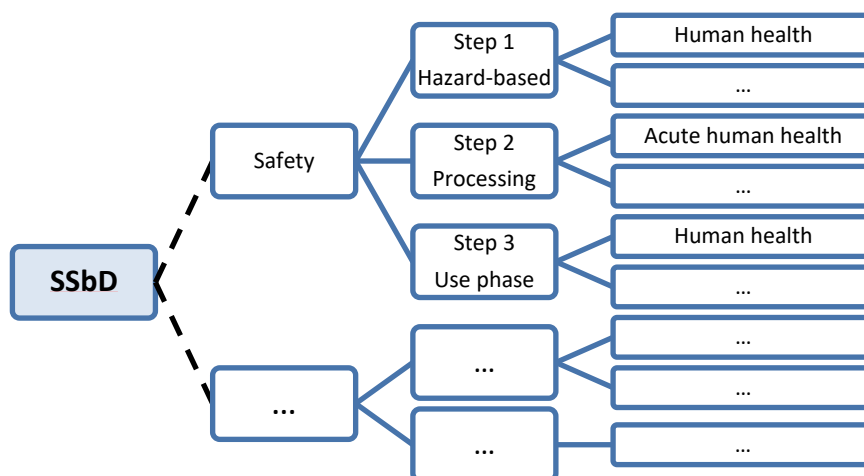 Step 1
Hazard-based
Human health
...
Safety
Step 2
Processing
Acute human health
...
Step 3
Use phase
Human health
...
SSbD
...
...
...
...
...
...